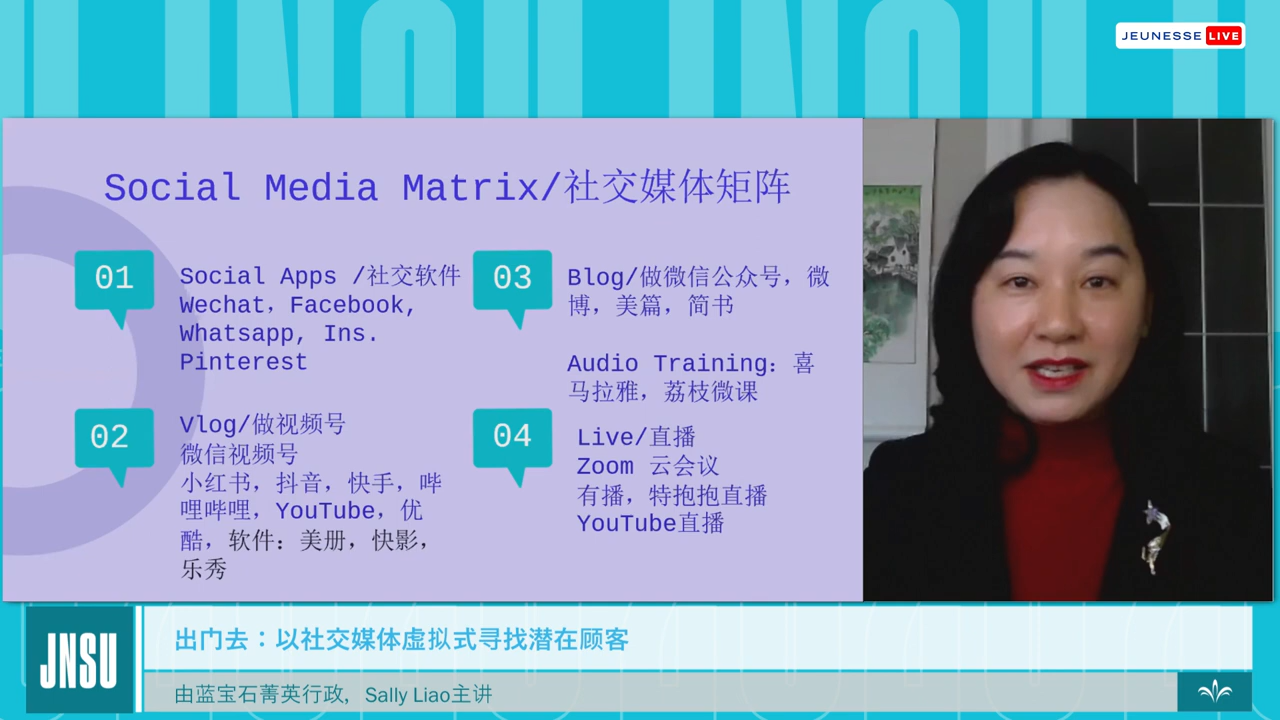 JEUNESSE LIVE
Social Media Matrix/社交媒体矩阵
01
Social Apps /社交软件
Wechat，Facebook,
Whatsapp, Ins.
Pinterest
02
Vlog/做视频号
微信视频号
小红书，抖音，快手，哔
哩哔哩，YouTube，优
酷，软件：美册，快影，
乐秀
03
Blog/做微信公众号，微
博，美篇，简书
Audio Training：喜
马拉雅，荔枝微课
04
Live/直播
Zoom 云会议
有播，特抱抱直播
YouTube直播
JNSU
出门去：以社交媒体虚拟式寻找潜在顾客
由蓝宝石菁英行政，Sally Liao主讲